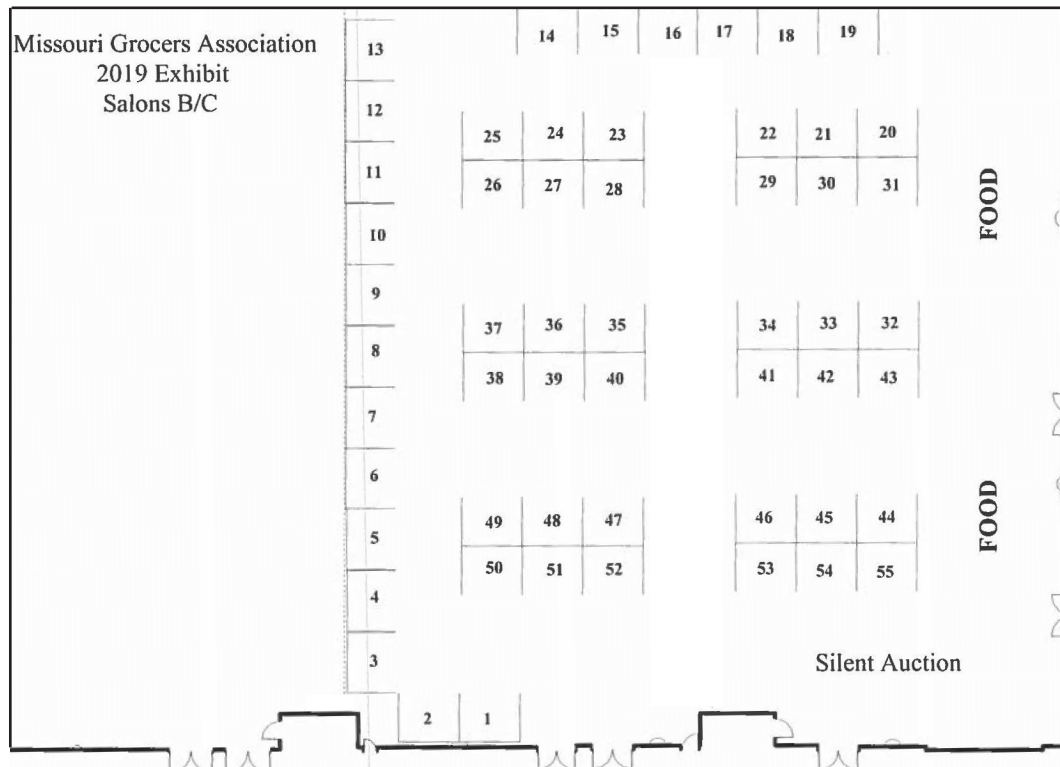 Missouri Grocers Association
2019 Exhibit
Salons B/C
13
14 15 16 17 18 19
12
25 24 23 22 21 20
11
26 27 28 29 30 31
FOOD
10
9
37 36 35 34 33 32
8
38 39 40 41 42 43
7
6
FOOD
49 48 47 46 45 44
5
50 51 52 53 54 55
4
3
Silent Auction
2 1